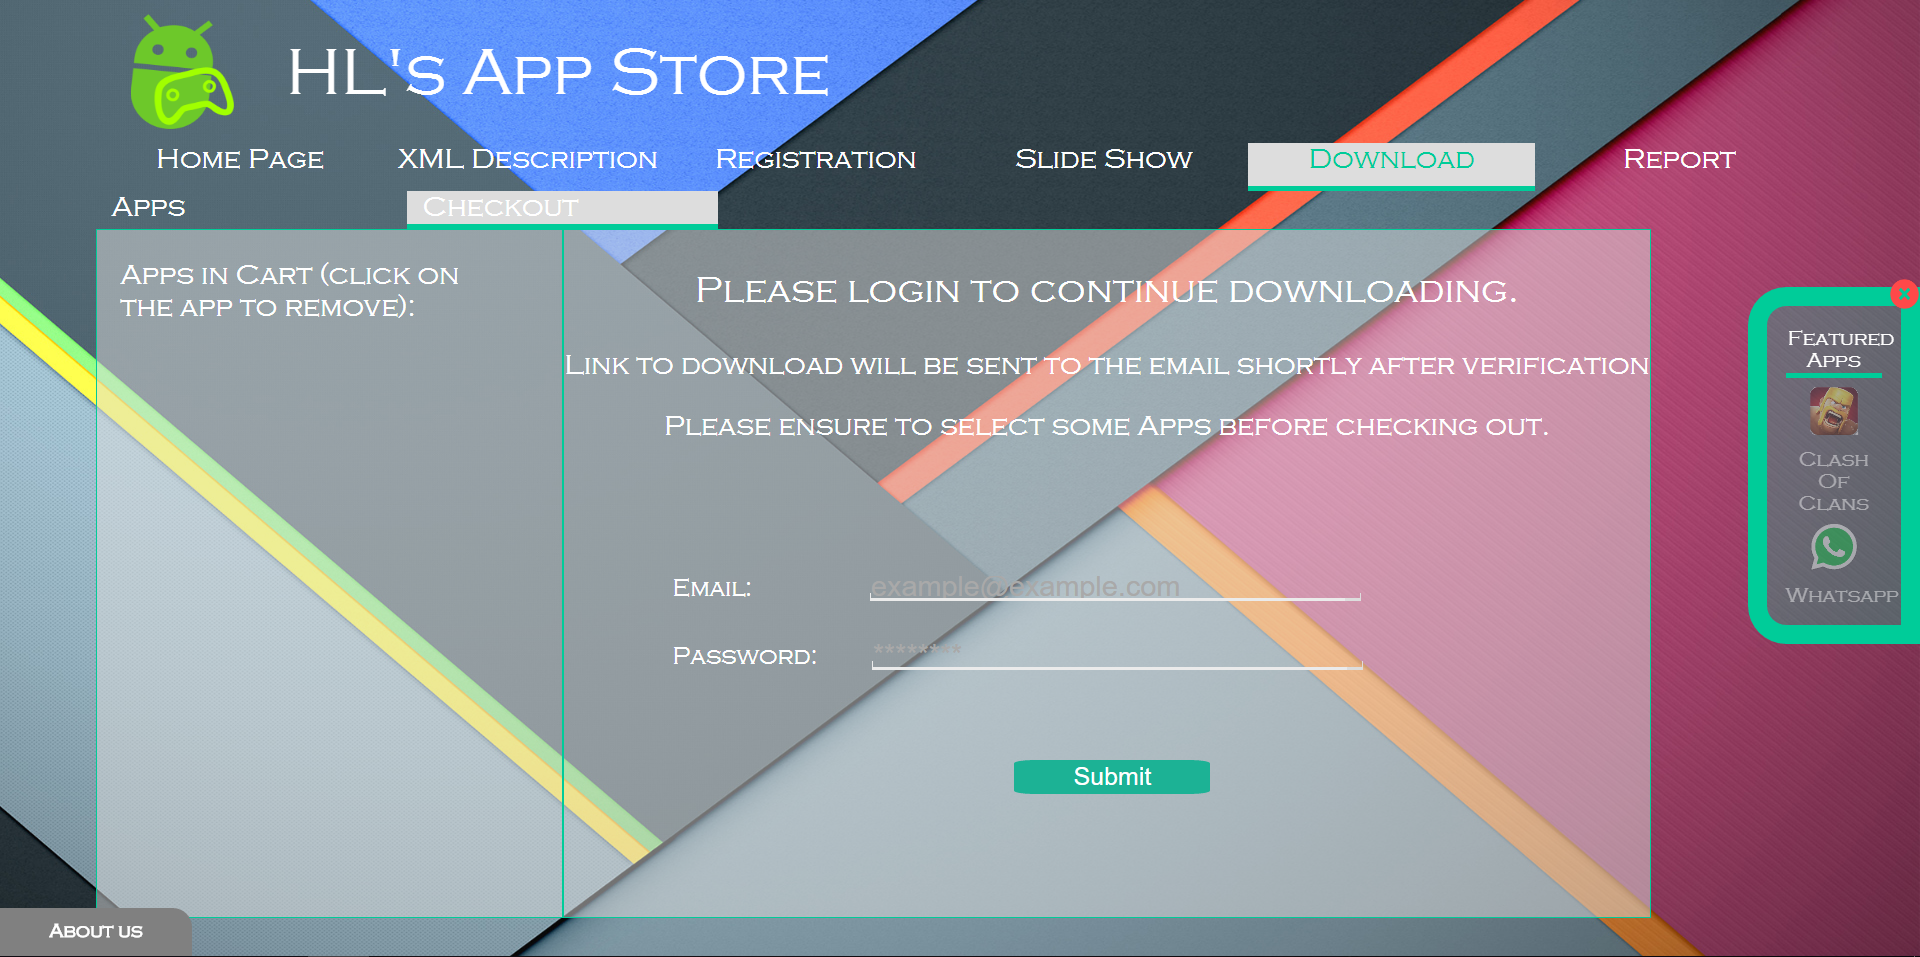 HL's App Store
Home Page XML Description Registration Slide Show Download Report
Apps Checkout
Apps in Cart (click on
the app to remove):
Please login to continue downloading.
Link to download will be sent to the email shortly after verification
Please ensure to select some Apps before checking out.
Email: example@example.com
Password: ********
Submit
Featured
Apps
Clash
Of
Clans
Whatsapp
About us